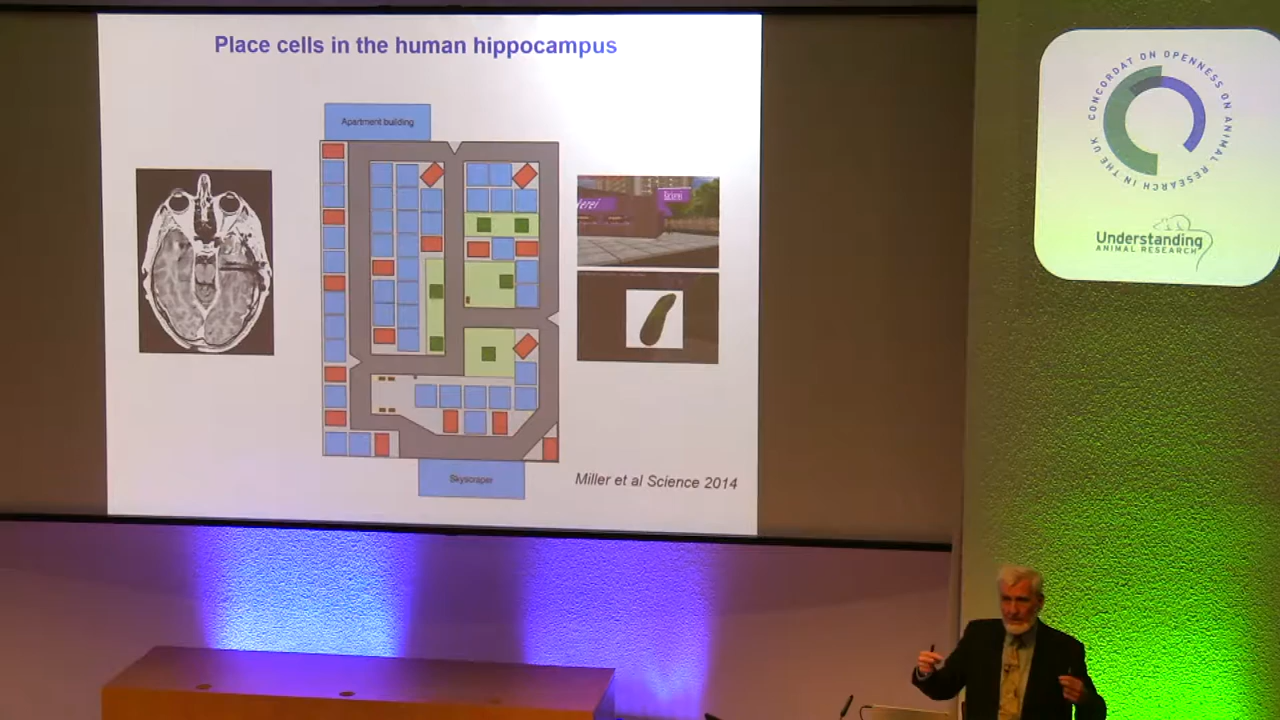 Place cells in the human hippocampus
Apartment building
Skyscraper
Miller et al Science 2014
CONCORDAT ON OPENNESS ON ANIMAL RESEARCH IN THE UK
Understanding
ANIMAL RESEARCH